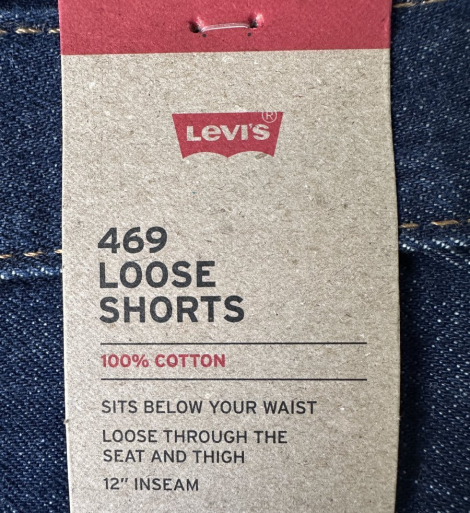 Levi's®
469
LOOSE
SHORTS
100% COTTON
SITS BELOW YOUR WAIST
LOOSE THROUGH THE
SEAT AND THIGH
12" INSEAM